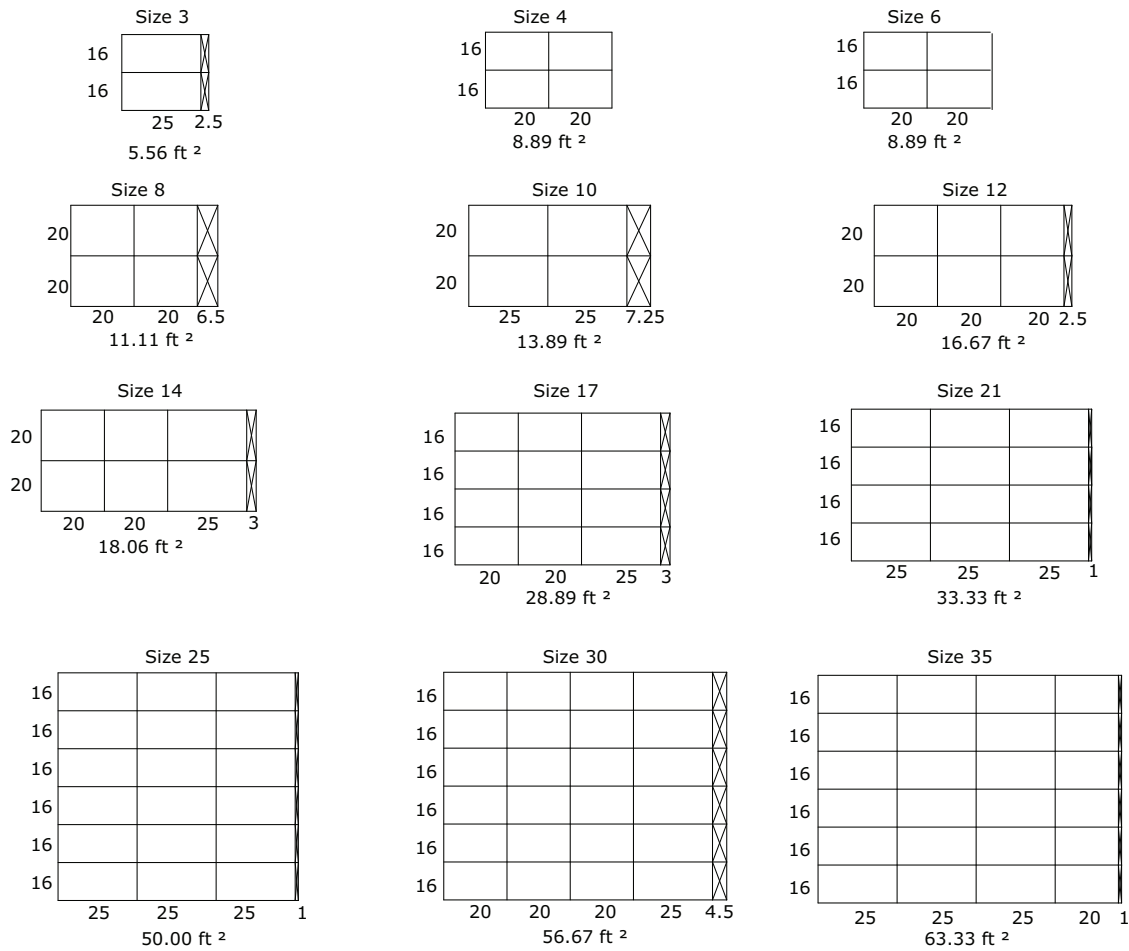 Size 3
16
16
25 2.5
5.56 ft ²
Size 4
16
16
20 20
8.89 ft ²
Size 6
16
16
20 20
8.89 ft ²
Size 8
20
20
20 20 6.5
11.11 ft ²
Size 10
20
20
25 25 7.25
13.89 ft ²
Size 12
20
20
20 20 20 2.5
16.67 ft ²
Size 14
20
20
20 20 25 3
18.06 ft ²
Size 17
16
16
16
16
20 20 25 3
28.89 ft ²
Size 21
16
16
16
16
25 25 25 1
33.33 ft ²
Size 25
16
16
16
16
16
16
25 25 25 1
50.00 ft ²
Size 30
16
16
16
16
16
16
20 20 20 25 4.5
56.67 ft ²
Size 35
16
16
16
16
16
16
25 25 25 20 1
63.33 ft ²